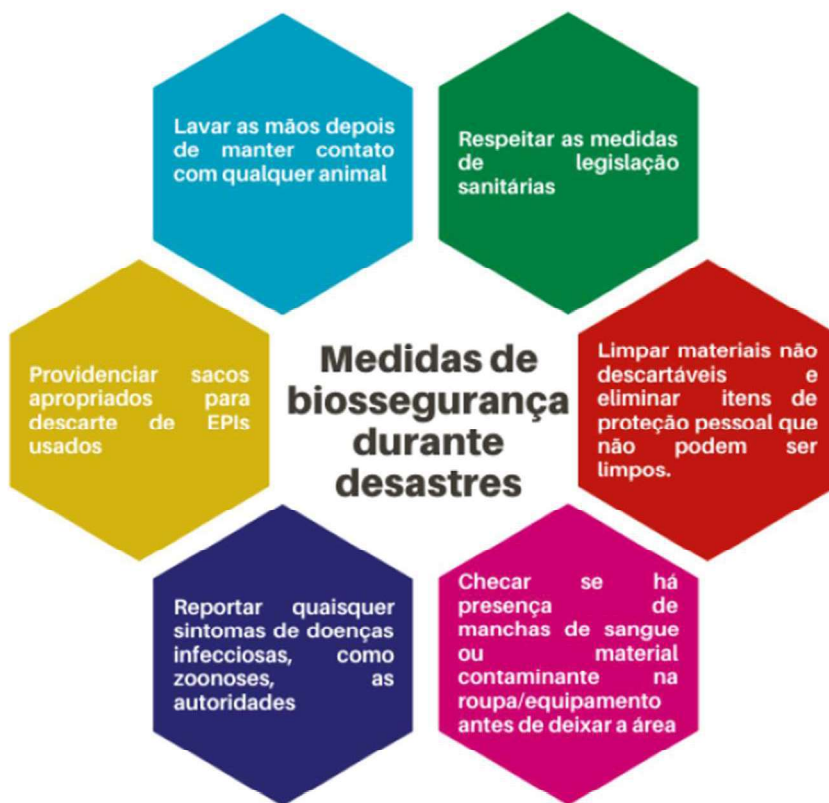 Lavar as mãos depois
de manter contato
com qualquer animal
Respeitar as medidas
de legislação
sanitárias
Providenciar sacos
apropriados para
descarte de EPIs
usados
Medidas de
biossegurança
durante
desastres
Limpar materiais não
descartáveis e
eliminar itens de
proteção pessoal que
não podem ser
limpos.
Reportar quaisquer
sintomas de doenças
infecciosas, como
zoonoses, as
autoridades
Checar se há
presença de
manchas de sangue
ou material
contaminante na
roupa/equipamento
antes de deixar a área